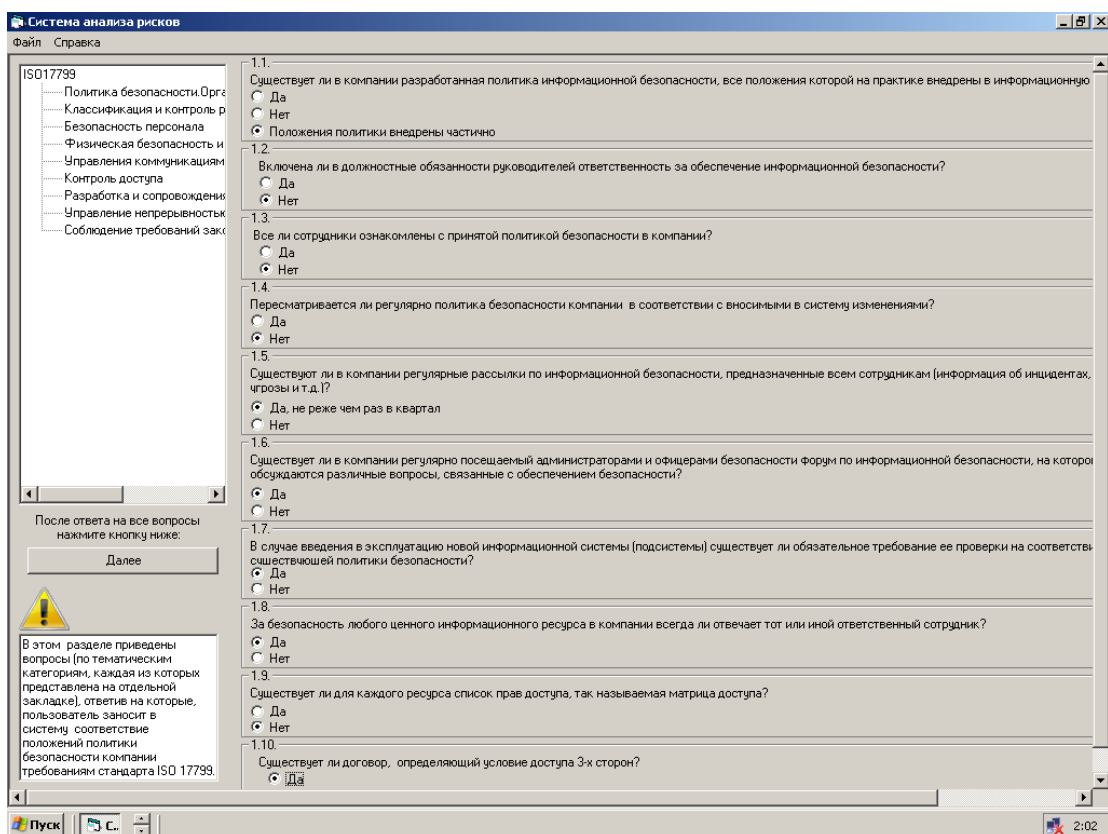 Система анализа рисков
Файл Справка
ISO17799
Политика безопасности.Орга
Классификация и контроль р
Безопасность персонала
Физическая безопасность и
Управления коммуникациям
Контроль доступа
Разработка и сопровождения
Управление непрерывностью
Соблюдение требований зако
После ответа на все вопросы
нажмите кнопку ниже:
Далее
В этом разделе приведены
вопросы (по тематическим
категориям, каждая из которых
представлена на отдельной
закладке), ответив на которые,
пользователь заносит в
систему соответствие
положений политики
безопасности компании
требованиям стандарта ISO 17799.
1.1.
Существует ли в компании разработанная политика информационной безопасности, все положения которой на практике внедрены в информационную
Да
Нет
Положения политики внедрены частично
1.2.
Включена ли в должностные обязанности руководителей ответственность за обеспечение информационной безопасности?
Да
Нет
1.3.
Все ли сотрудники ознакомлены с принятой политикой безопасности в компании?
Да
Нет
1.4.
Пересматривается ли регулярно политика безопасности компании в соответствии с вносимыми в систему изменениями?
Да
Нет
1.5.
Существуют ли в компании регулярные рассылки по информационной безопасности, предназначенные всем сотрудникам (информация об инцидентах,
угрозы и т.д.)?
Да, не реже чем раз в квартал
Нет
1.6.
Существует ли в компании регулярно посещаемый администраторами и офицерами безопасности форум по информационной безопасности, на которо
обсуждаются различные вопросы, связанные с обеспечением безопасности?
Да
Нет
1.7.
В случае введения в эксплуатацию новой информационной системы (подсистемы) существует ли обязательное требование ее проверки на соответстви
существующей политики безопасности?
Да
Нет
1.8.
За безопасность любого ценного информационного ресурса в компании всегда ли отвечает тот или иной ответственный сотрудник?
Да
Нет
1.9.
Существует ли для каждого ресурса список прав доступа, так называемая матрица доступа?
Да
Нет
1.10.
Существует ли договор, определяющий условие доступа 3-х сторон?
Да
Пуск
С..
2:02